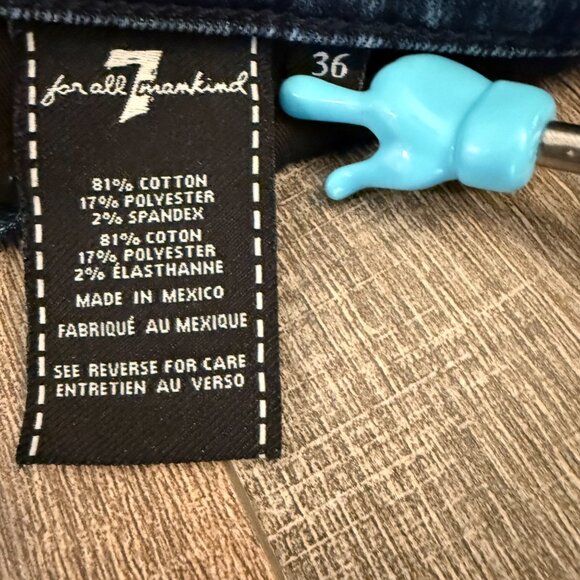 for all 7 mankind
36
81% COTTON
17% POLYESTER
2% SPANDEX
81% COTON
17% POLYESTER
2% ÉLASTHANNE
MADE IN MEXICO
FABRIQUÉ AU MEXIQUE
SEE REVERSE FOR CARE
ENTRETIEN AU VERSO